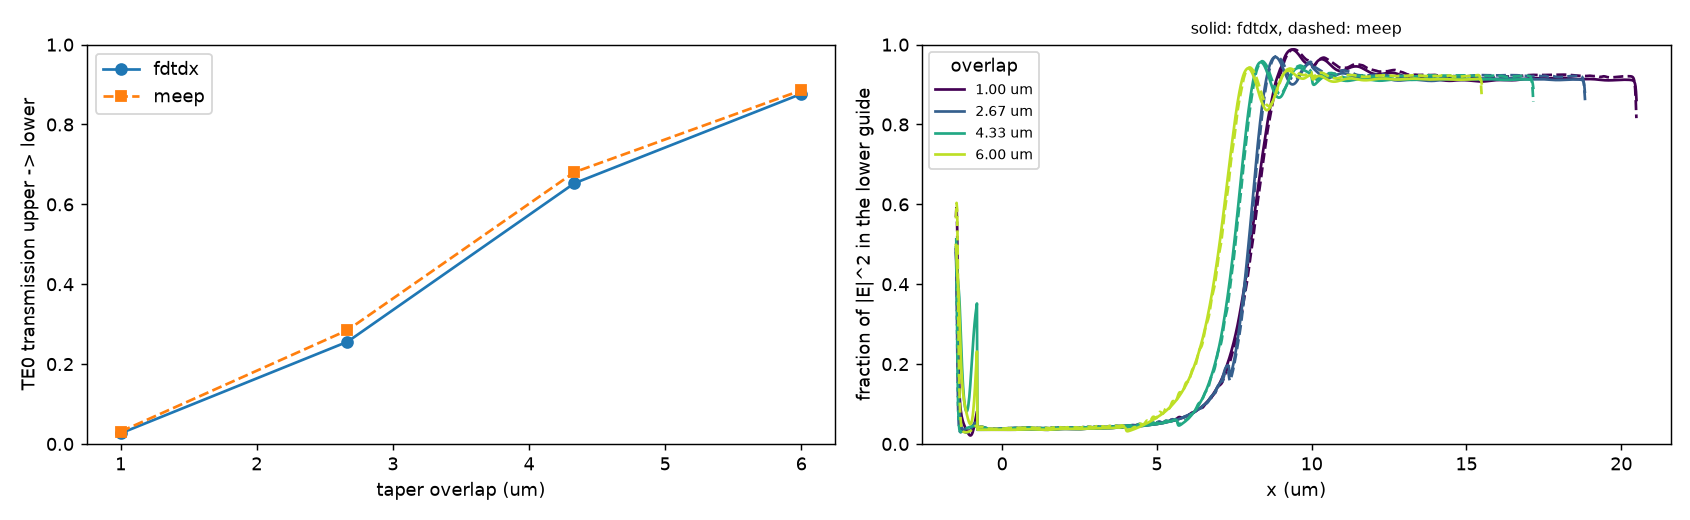 fdtdx
meep
1.0
0.8
0.6
0.4
0.2
0.0
1
2
3
4
5
6
taper overlap (um)
TE0 transmission upper -> lower
solid: fdtdx, dashed: meep
overlap
1.00 um
2.67 um
4.33 um
6.00 um
1.0
0.8
0.6
0.4
0.2
0.0
0
5
10
15
20
x (um)
fraction of |E|^2 in the lower guide